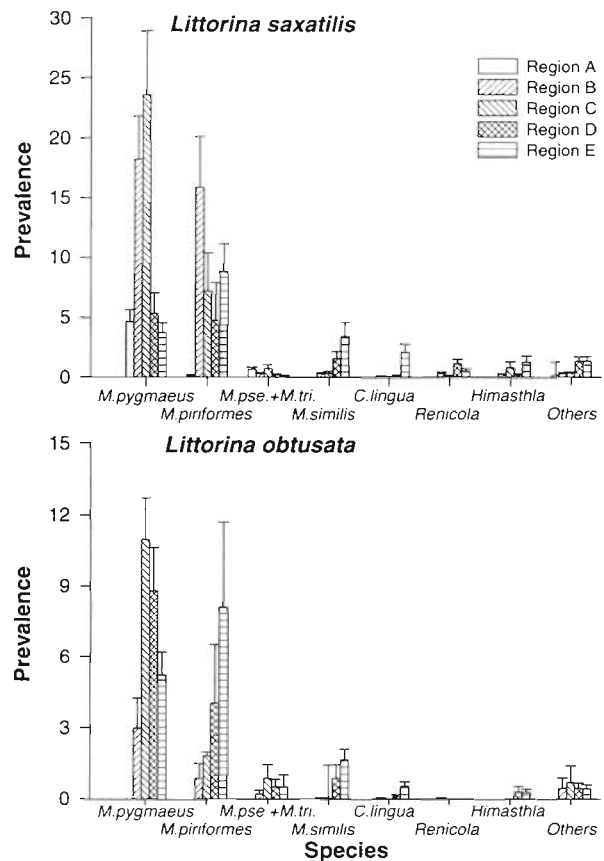 Littorina saxatilis
30
25
20
15
10
5
0
Prevalence
Region A
Region B
Region C
Region D
Region E
M.pygmaeus M.pse.+M.tri. C.lingua Himasthla
M.piriformes M.similis Renicola Others
Littorina obtusata
15
12
9
6
3
0
Prevalence
M.pygmaeus M.pse +M.tri. C.lingua Himasthla
M.piriformes M.similis Renicola Others
Species